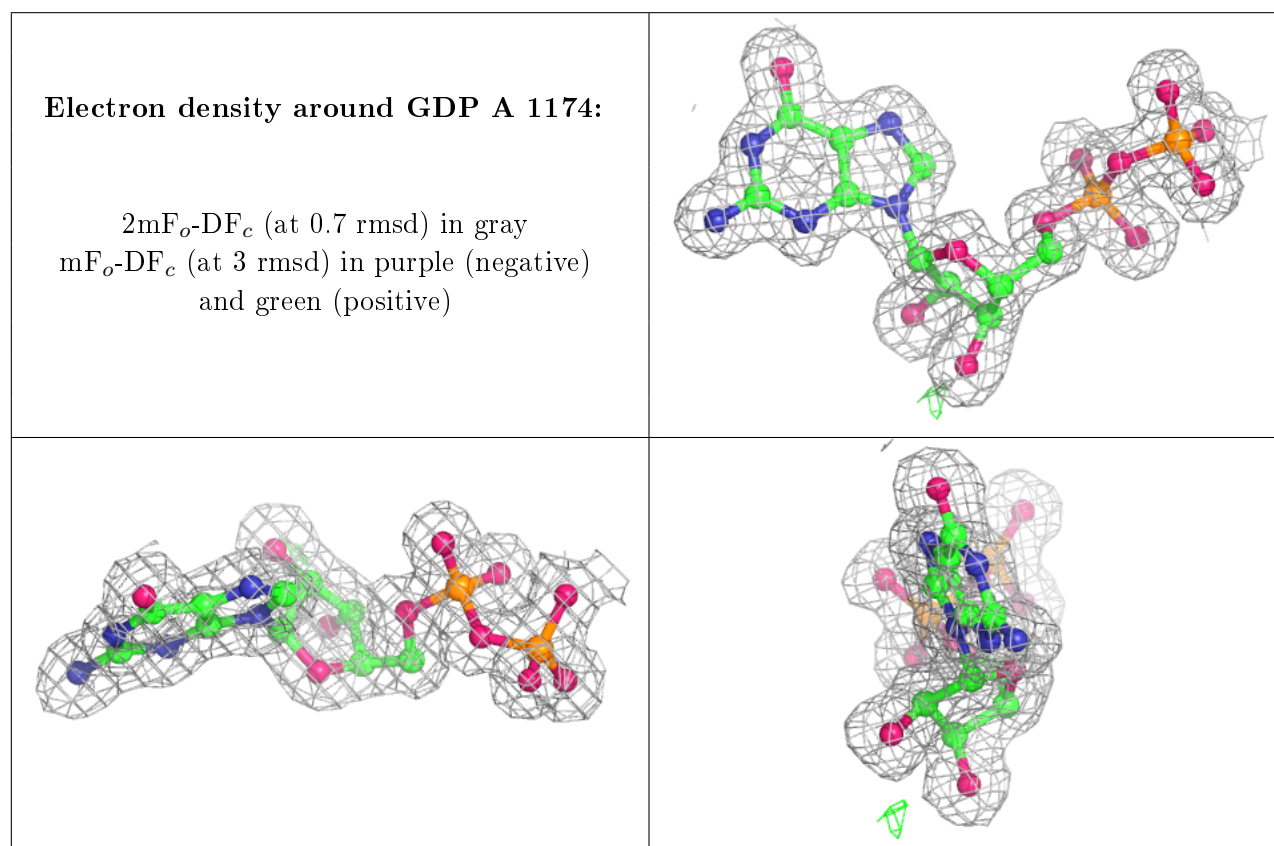 Electron density around GDP A 1174:
2mFo-DFc (at 0.7 rmsd) in gray
mFo-DFc (at 3 rmsd) in purple (negative)
and green (positive)